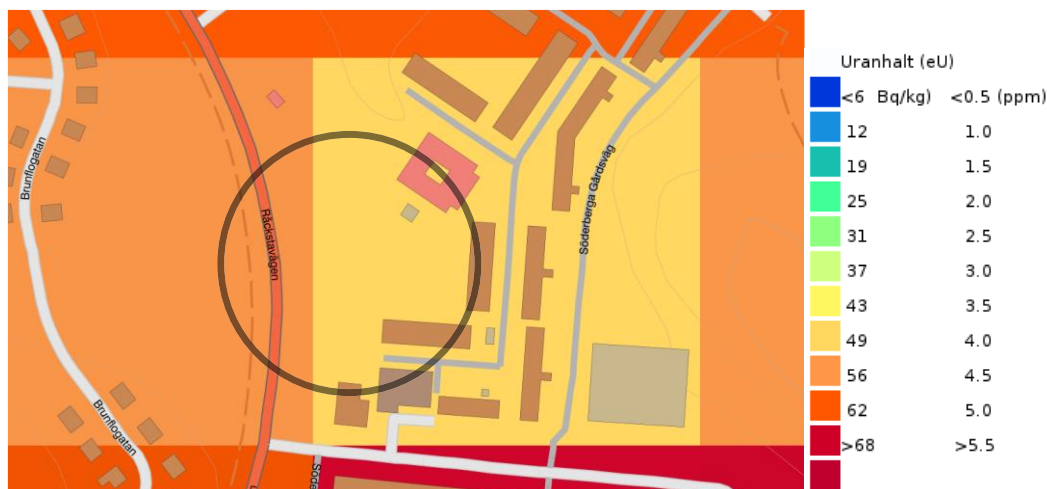 Uranhalt (eU)
<6 Bq/kg) <0.5 (ppm)
12 1.0
19 1.5
25 2.0
31 2.5
37 3.0
43 3.5
49 4.0
56 4.5
62 5.0
>68 >5.5
Brunflogatan
Råckstavägen
Söderberga Gårdsväg
Brunflogatan